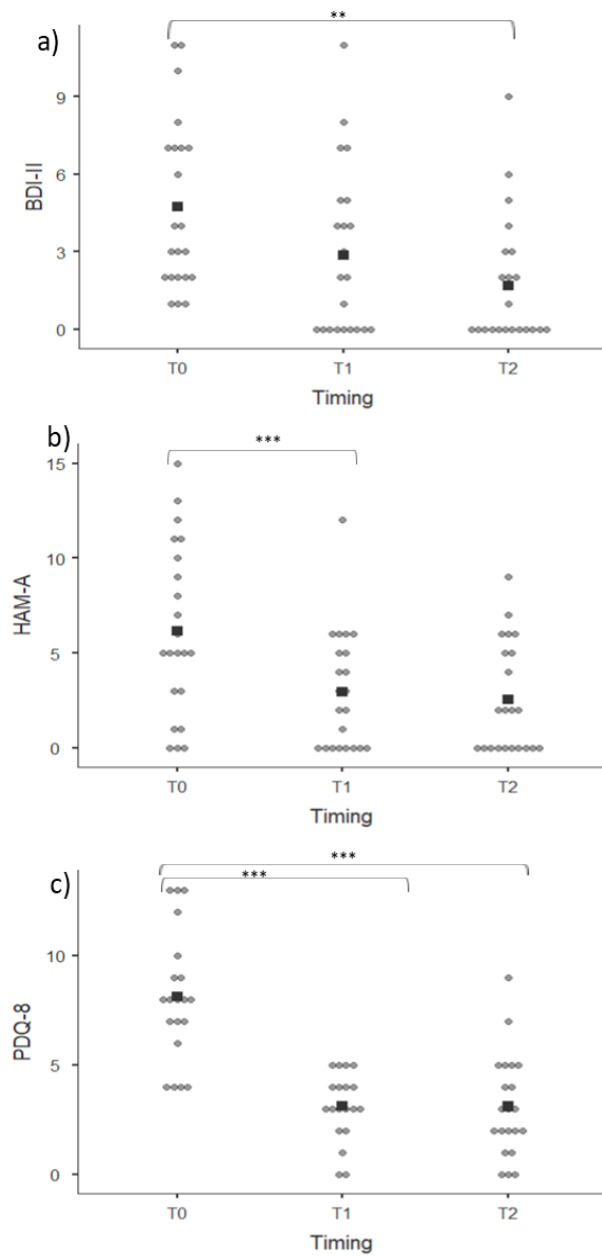 a)
**
9
6
3
0
BDI-II
T0 T1 T2
Timing
b)
***
15
10
5
0
HAM-A
T0 T1 T2
Timing
c)
***
***
10
5
0
PDQ-8
T0 T1 T2
Timing